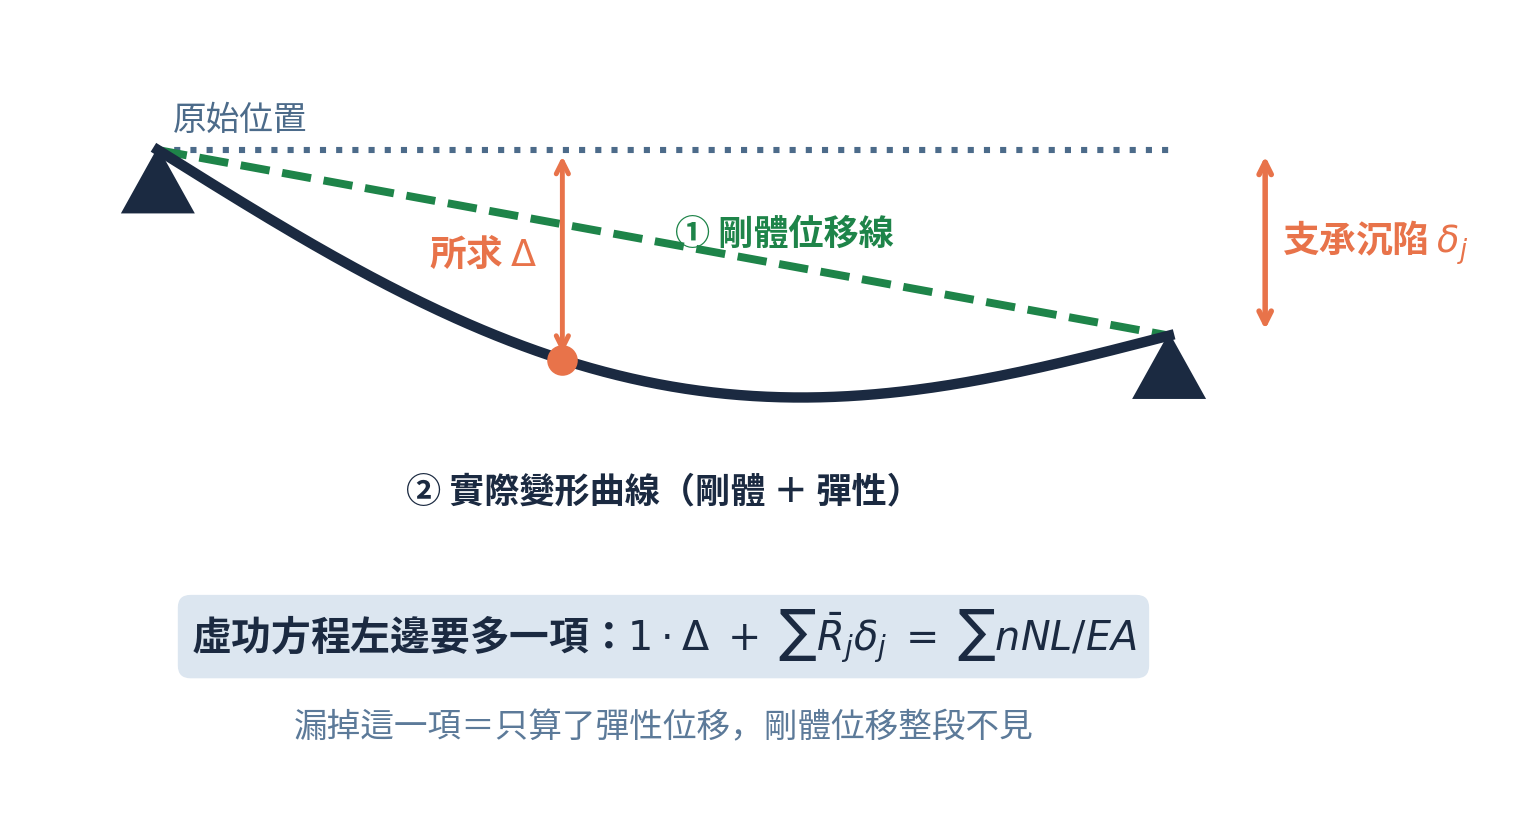 原始位置
① 剛體位移線
所求 Δ
支承沉陷 δⱼ
② 實際變形曲線（剛體 ＋ 彈性）
虛功方程左邊要多一項：1 · Δ + ∑R̄ⱼδⱼ = ∑nNL/EA
漏掉這一項＝只算了彈性位移，剛體位移整段不見